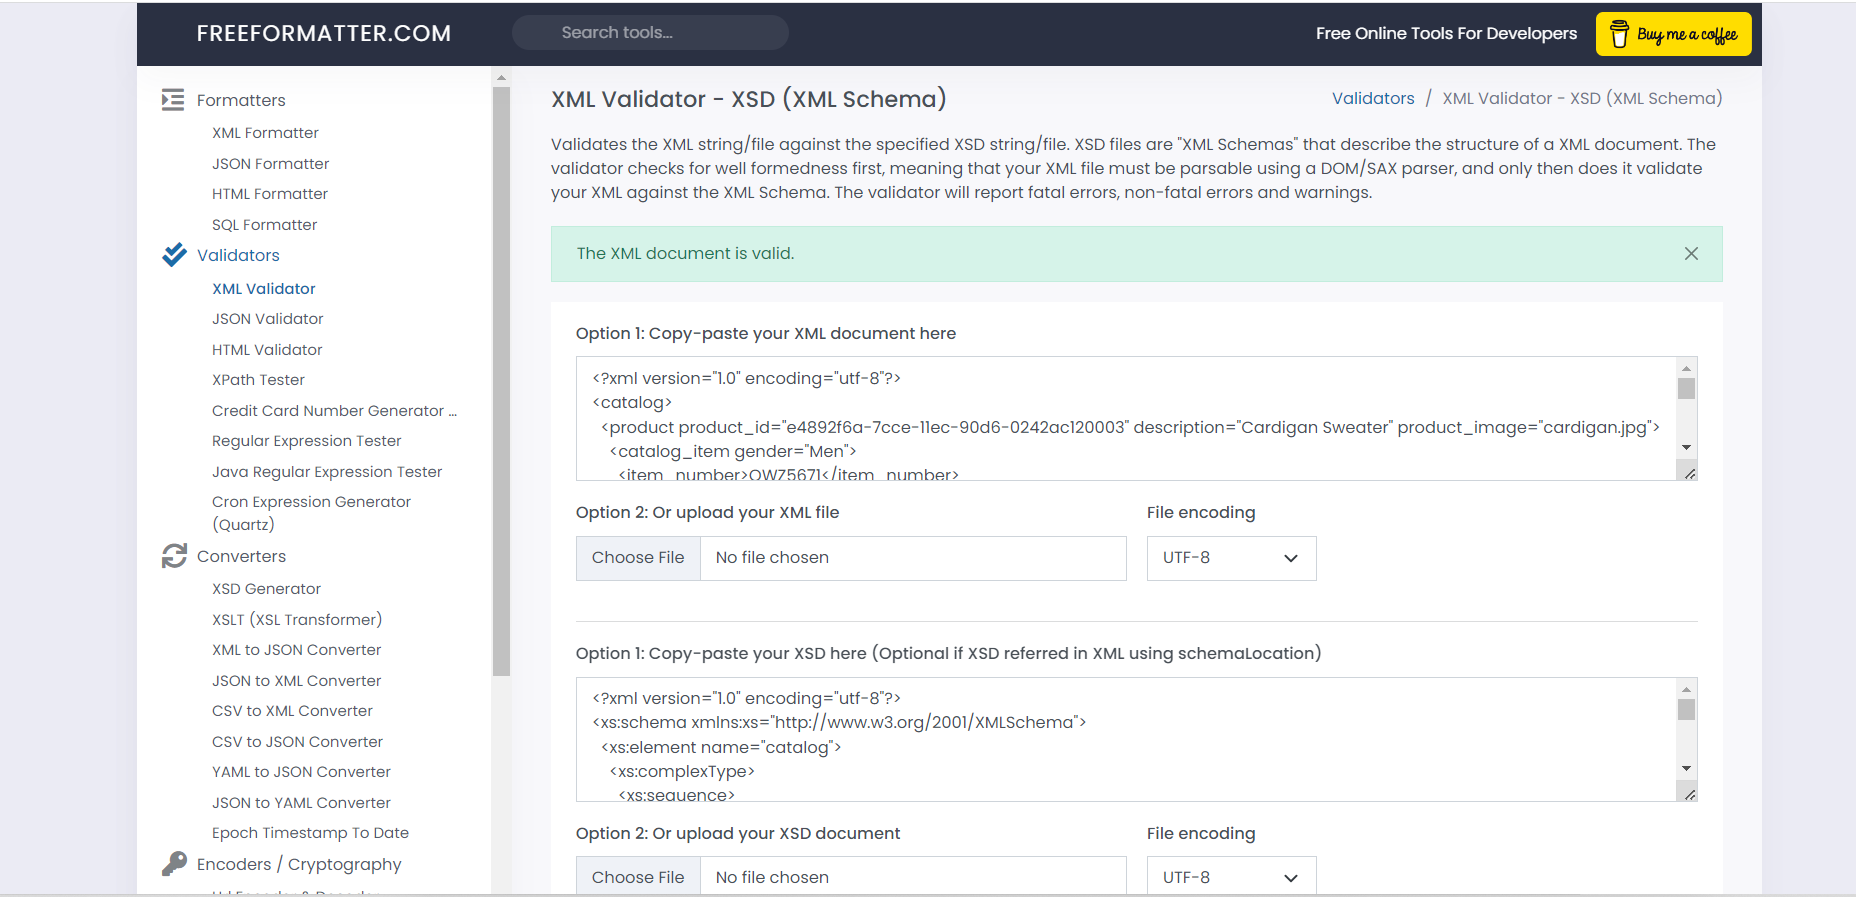 FREEFORMATTER.COM
Search tools...
Free Online Tools For Developers
Buy me a coffee
Formatters
XML Formatter
JSON Formatter
HTML Formatter
SQL Formatter
Validators
XML Validator
JSON Validator
HTML Validator
XPath Tester
Credit Card Number Generator ...
Regular Expression Tester
Java Regular Expression Tester
Cron Expression Generator
(Quartz)
Converters
XSD Generator
XSLT (XSL Transformer)
XML to JSON Converter
JSON to XML Converter
CSV to XML Converter
CSV to JSON Converter
YAML to JSON Converter
JSON to YAML Converter
Epoch Timestamp To Date
Encoders / Cryptography
XML Validator - XSD (XML Schema)
Validators / XML Validator - XSD (XML Schema)
Validates the XML string/file against the specified XSD string/file. XSD files are "XML Schemas" that describe the structure of a XML document. The
validator checks for well formedness first, meaning that your XML file must be parsable using a DOM/SAX parser, and only then does it validate
your XML against the XML Schema. The validator will report fatal errors, non-fatal errors and warnings.
The XML document is valid.
Option 1: Copy-paste your XML document here
<?xml version="1.0" encoding="utf-8"?>
<catalog>
<product product_id="e4892f6a-7cce-11ec-90d6-0242ac120003" description="Cardigan Sweater" product_image="cardigan.jpg">
<catalog_item gender="Men">
<item_number>QWZ5671</item_number>
Option 2: Or upload your XML file
File encoding
Choose File No file chosen
UTF-8
Option 1: Copy-paste your XSD here (Optional if XSD referred in XML using schemaLocation)
<?xml version="1.0" encoding="utf-8"?>
<xs:schema xmlns:xs="http://www.w3.org/2001/XMLSchema">
<xs:element name="catalog">
<xs:complexType>
<xs:sequence>
Option 2: Or upload your XSD document
File encoding
Choose File No file chosen
UTF-8